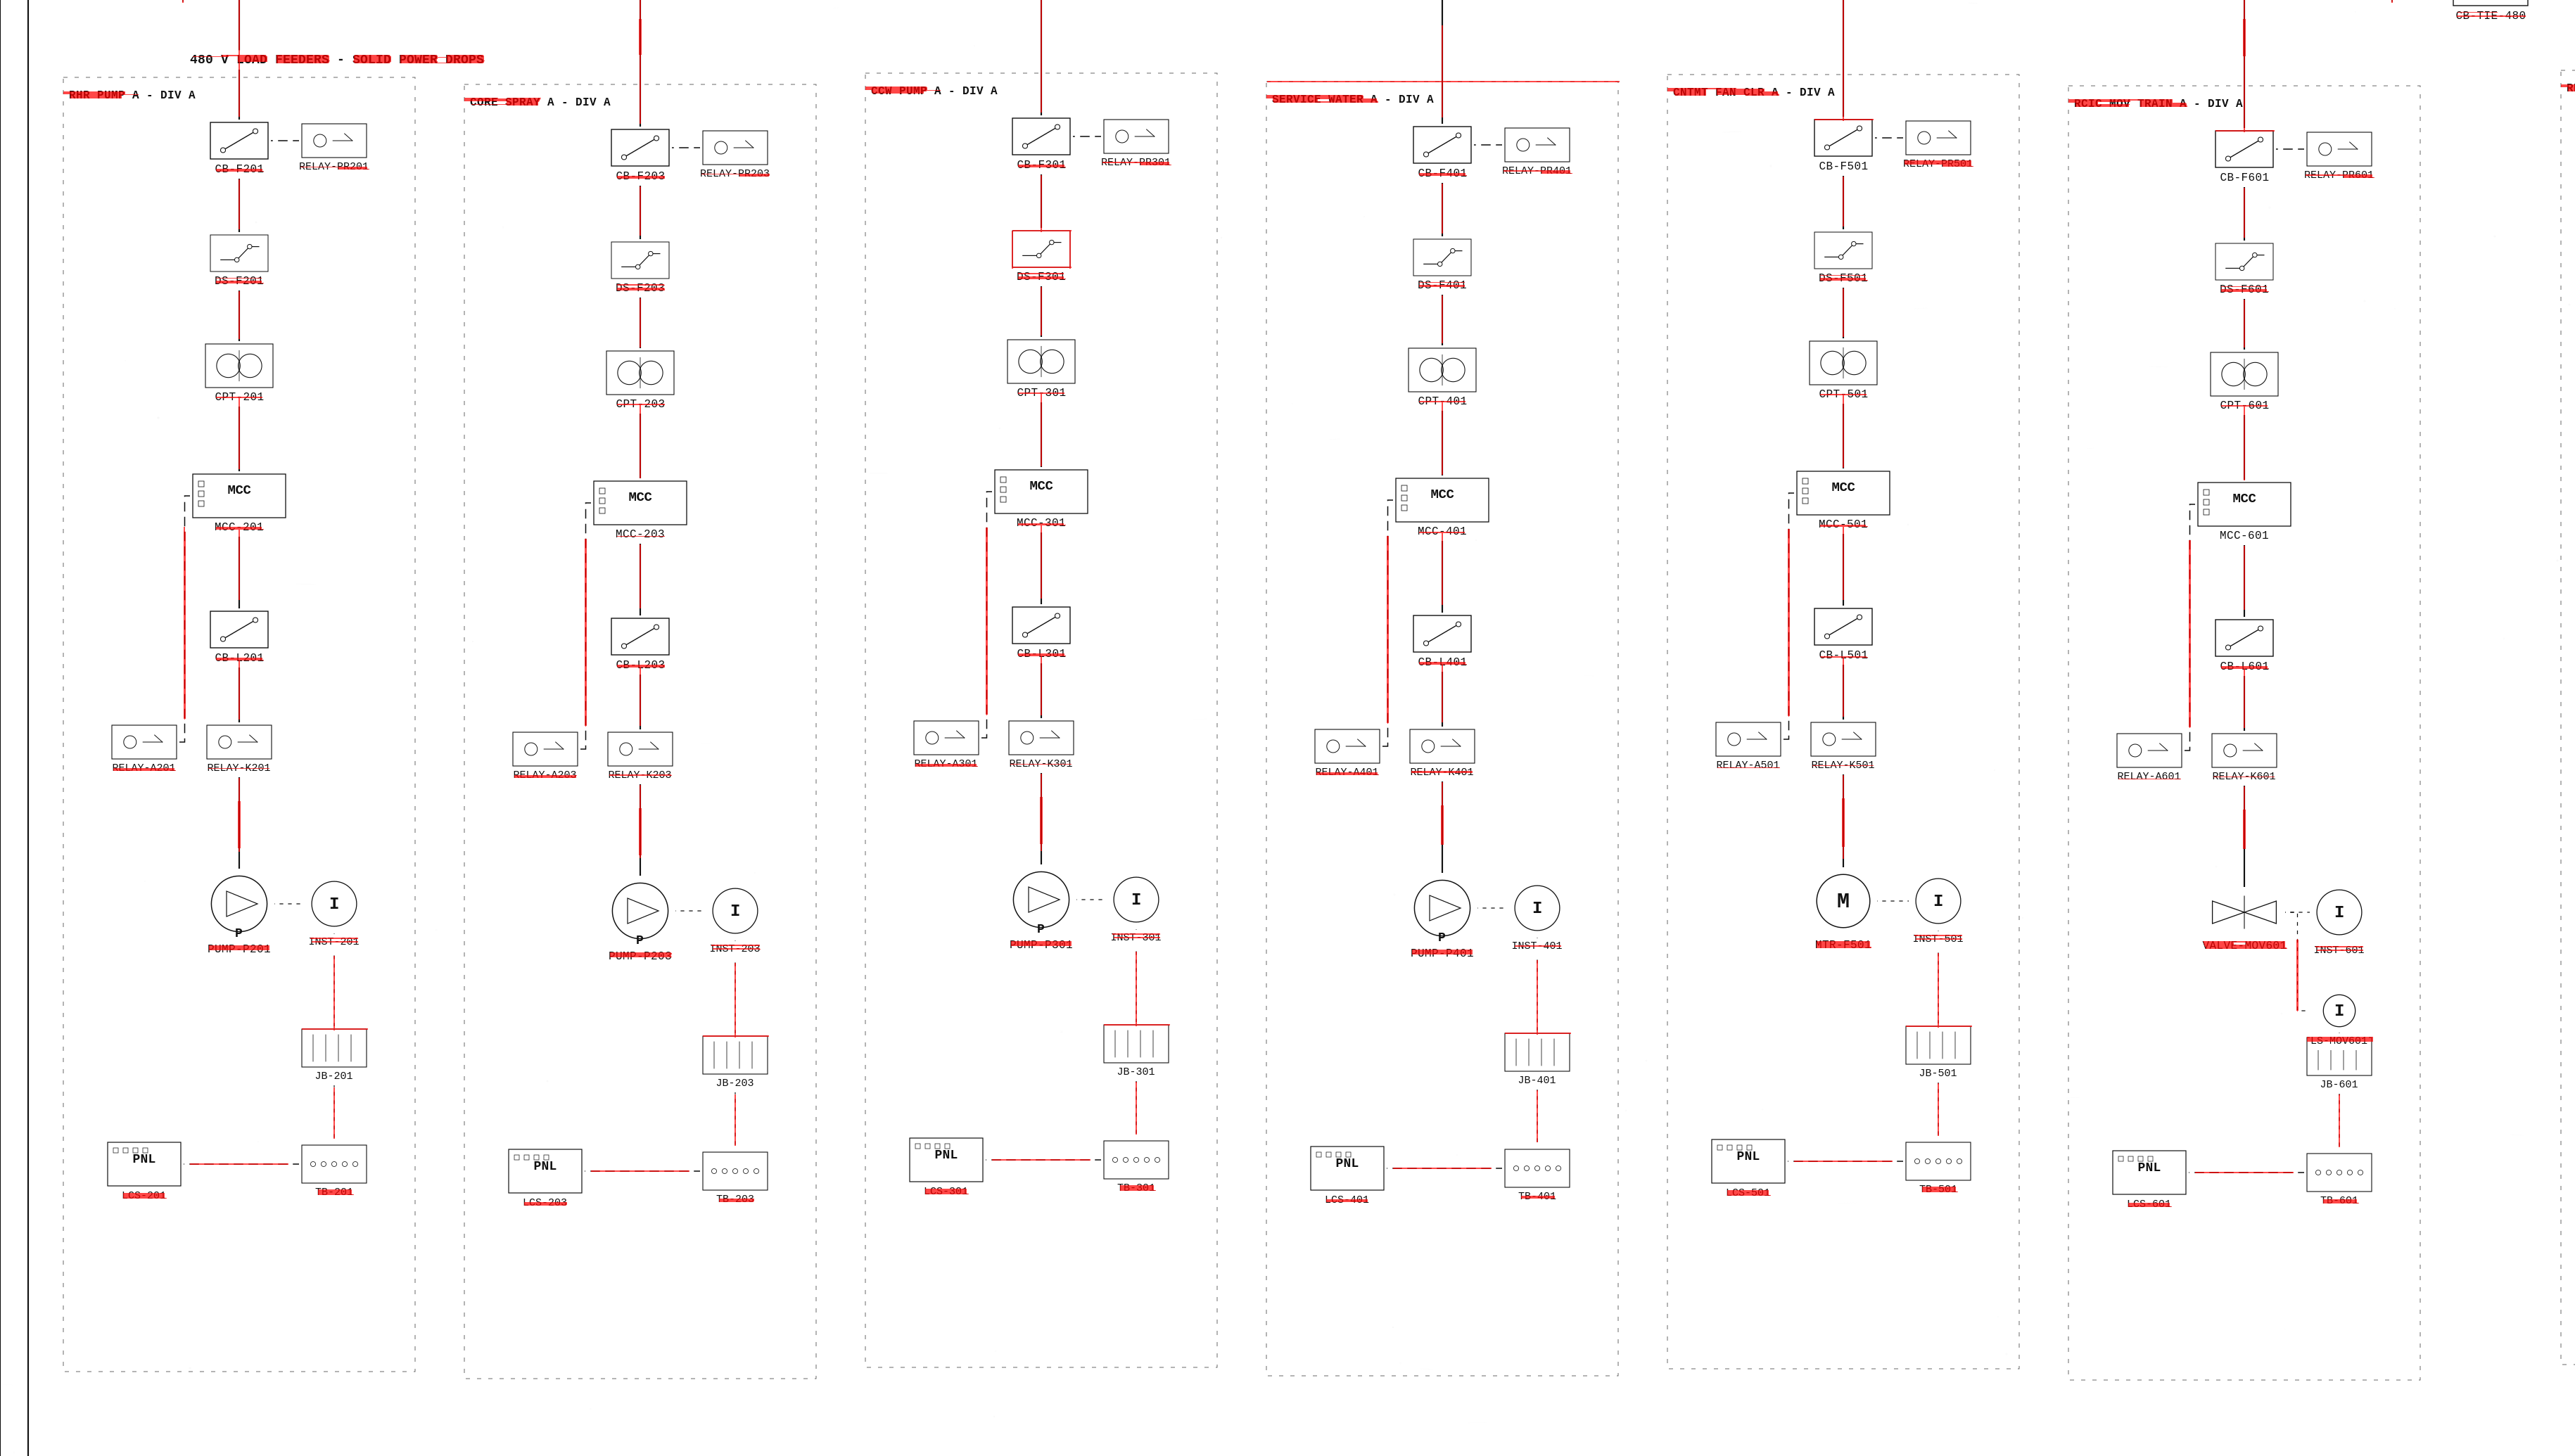 CB-TIE-480
480 V LOAD FEEDERS - SOLID POWER DROPS
RHR PUMP A - DIV A
CB-F201
RELAY-PR201
DS-F201
CPT-201
MCC
MCC-201
CB-L201
RELAY-A201
RELAY-K201
P
I
PUMP-P201
INST-201
JB-201
PNL
LCS-201
TB-201
CORE SPRAY A - DIV A
CB-F203
RELAY-PR203
DS-F203
CPT-203
MCC
MCC-203
CB-L203
RELAY-A203
RELAY-K203
P
I
PUMP-P203
INST-203
JB-203
PNL
LCS-203
TB-203
CCW PUMP A - DIV A
CB-F301
RELAY-PR301
DS-F301
CPT-301
MCC
MCC-301
CB-L301
RELAY-A301
RELAY-K301
P
I
PUMP-P301
INST-301
JB-301
PNL
LCS-301
TB-301
SERVICE WATER A - DIV A
CB-F401
RELAY-PR401
DS-F401
CPT-401
MCC
MCC-401
CB-L401
RELAY-A401
RELAY-K401
P
I
PUMP-P401
INST-401
JB-401
PNL
LCS-401
TB-401
CNTMT FAN CLR A - DIV A
CB-F501
RELAY-PR501
DS-F501
CPT-501
MCC
MCC-501
CB-L501
RELAY-A501
RELAY-K501
M
I
MTR-F501
INST-501
JB-501
PNL
LCS-501
TB-501
RCIC MOV TRAIN A - DIV A
CB-F601
RELAY-PR601
DS-F601
CPT-601
MCC
MCC-601
CB-L601
RELAY-A601
RELAY-K601
I
VALVE-MOV601
INST-601
I
LS-MOV601
JB-601
PNL
LCS-601
TB-601